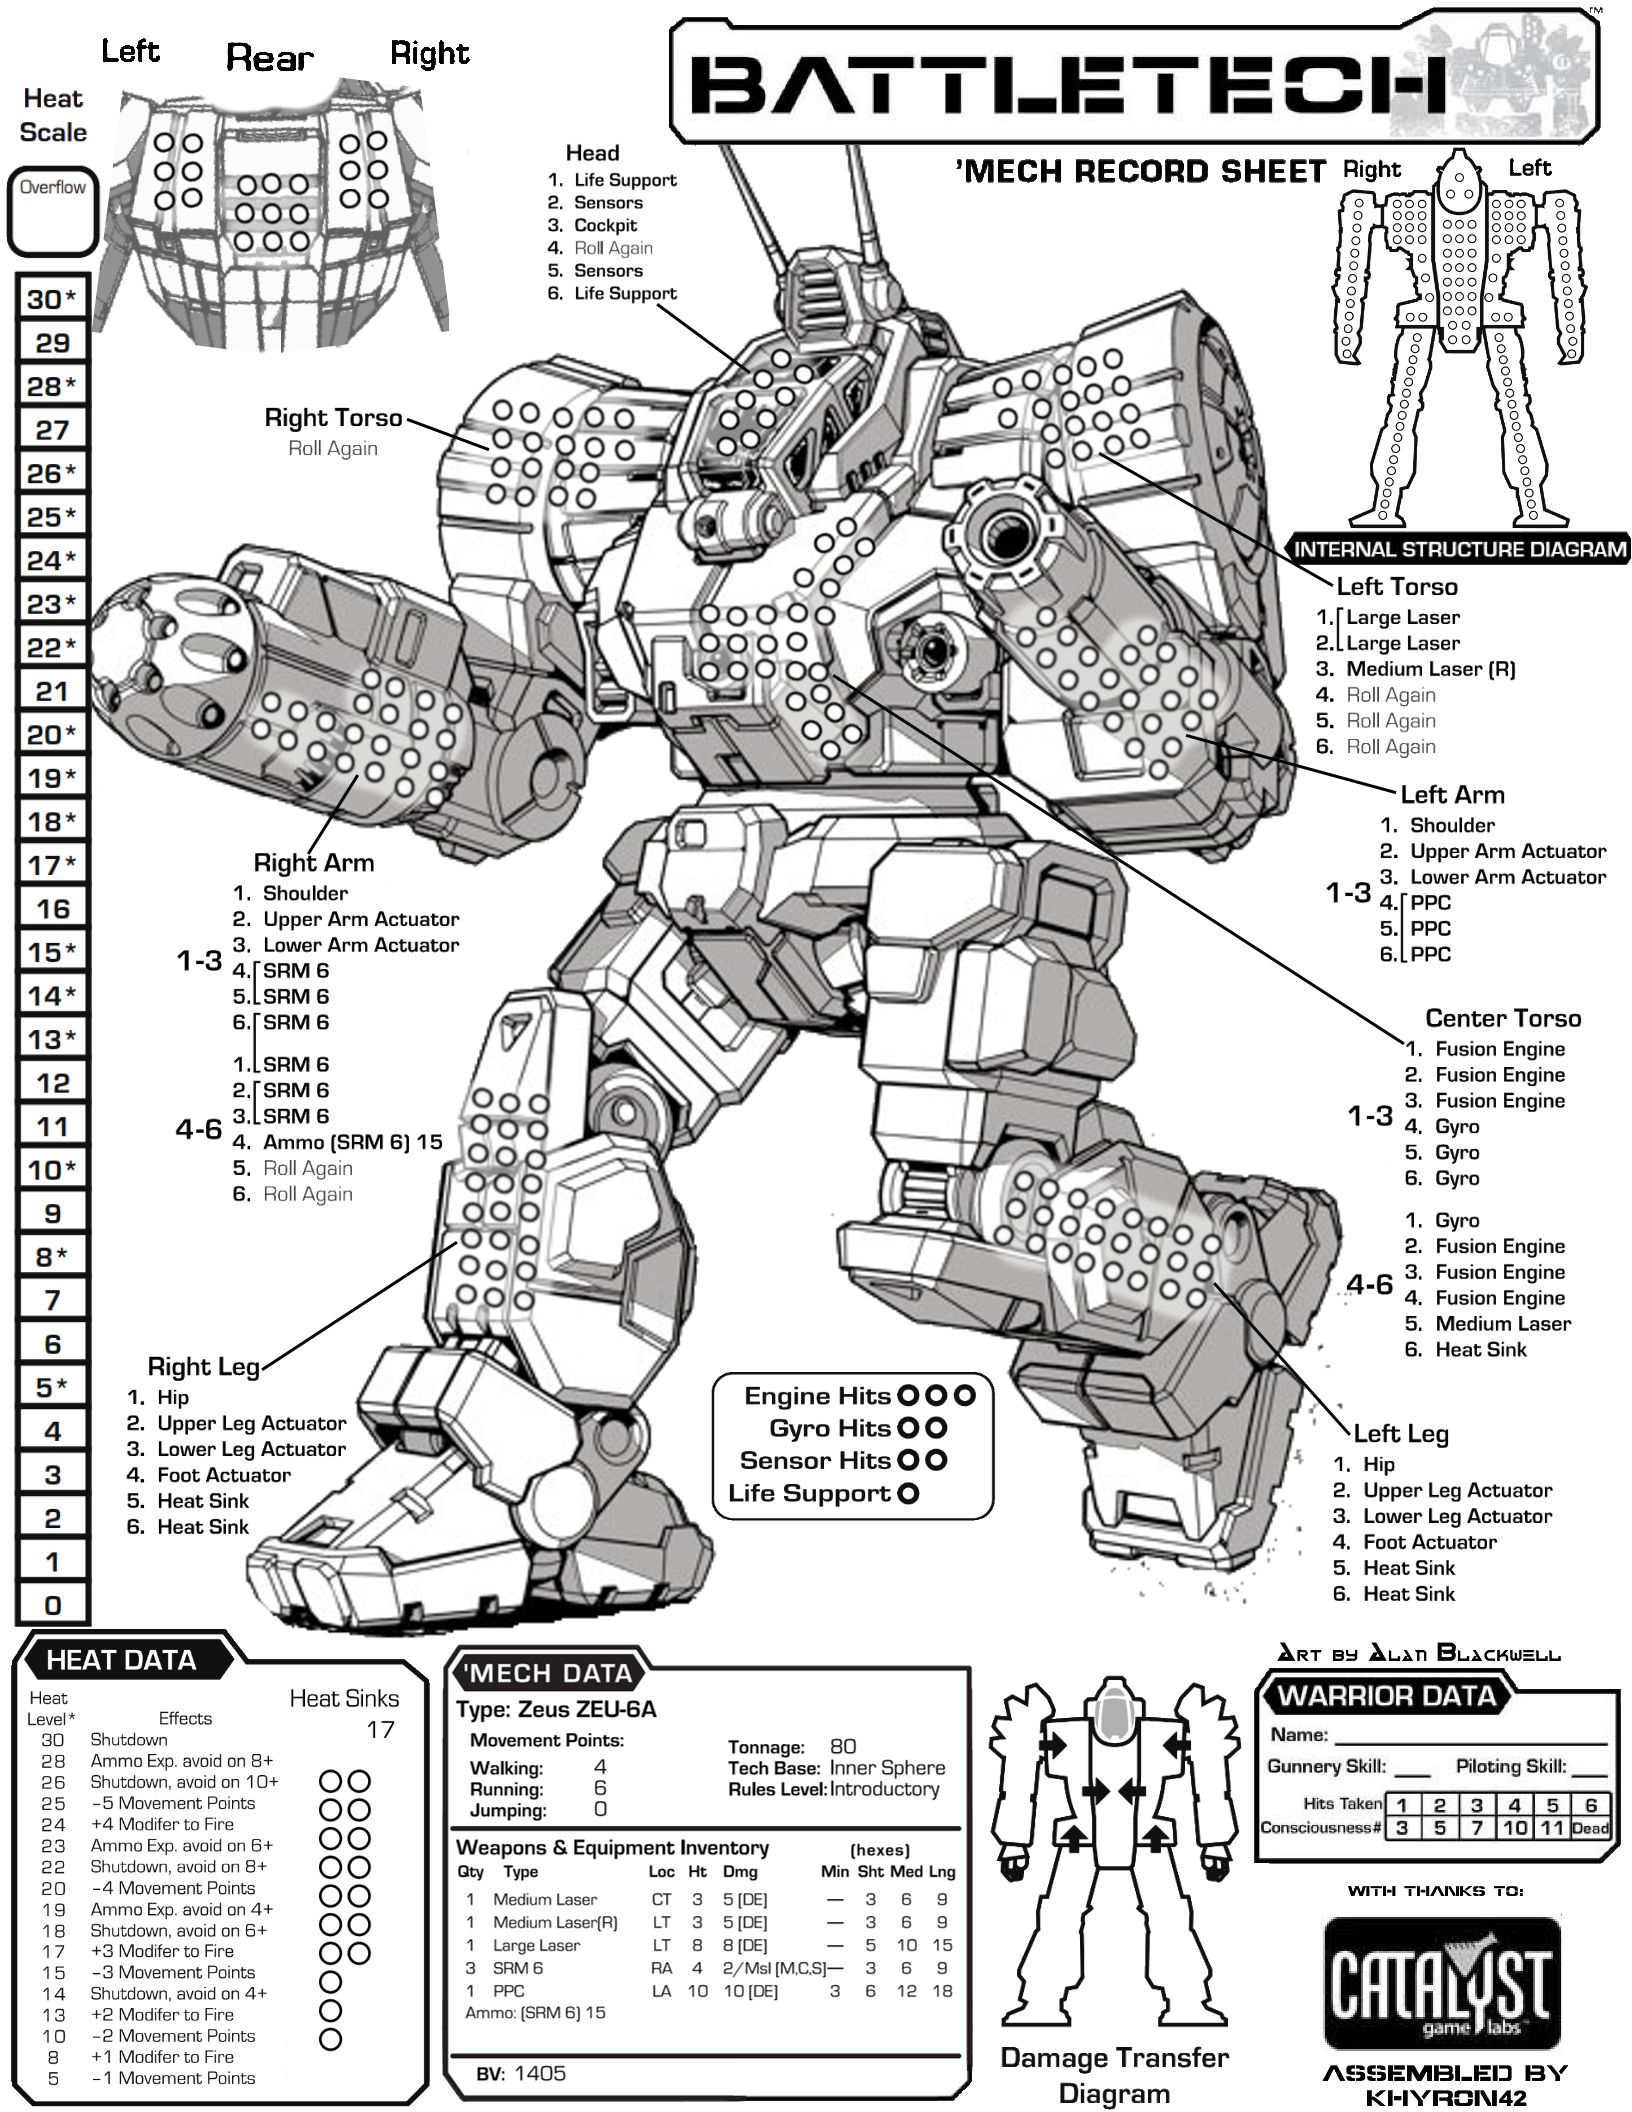 Left Rear Right
Heat
Scale
Overflow
30*
29
28*
27
26*
25*
24*
23*
22*
21
20*
19*
18*
17*
16
15*
14*
13*
12
11
10*
9
8*
7
6
5*
4
3
2
1
0
BATTLETECH
TM
'MECH RECORD SHEET
Right Left
INTERNAL STRUCTURE DIAGRAM
Head
1. Life Support
2. Sensors
3. Cockpit
4. Roll Again
5. Sensors
6. Life Support
Right Torso
Roll Again
Left Torso
1. Large Laser
2. Large Laser
3. Medium Laser (R)
4. Roll Again
5. Roll Again
6. Roll Again
Left Arm
1. Shoulder
2. Upper Arm Actuator
1-3 3. Lower Arm Actuator
4. PPC
5. PPC
6. PPC
Right Arm
1. Shoulder
2. Upper Arm Actuator
3. Lower Arm Actuator
1-3 4. SRM 6
5. SRM 6
6. SRM 6
1. SRM 6
2. SRM 6
4-6 3. SRM 6
4. Ammo (SRM 6) 15
5. Roll Again
6. Roll Again
Center Torso
1. Fusion Engine
2. Fusion Engine
1-3 3. Fusion Engine
4. Gyro
5. Gyro
6. Gyro
1. Gyro
2. Fusion Engine
4-6 3. Fusion Engine
4. Fusion Engine
5. Medium Laser
6. Heat Sink
Right Leg
1. Hip
2. Upper Leg Actuator
3. Lower Leg Actuator
4. Foot Actuator
5. Heat Sink
6. Heat Sink
Engine Hits
Gyro Hits
Sensor Hits
Life Support
Left Leg
1. Hip
2. Upper Leg Actuator
3. Lower Leg Actuator
4. Foot Actuator
5. Heat Sink
6. Heat Sink
HEAT DATA
Heat
Level* Effects
Heat Sinks
17
30 Shutdown
28 Ammo Exp. avoid on 8+
26 Shutdown, avoid on 10+
25 -5 Movement Points
24 +4 Modifer to Fire
23 Ammo Exp. avoid on 6+
22 Shutdown, avoid on 8+
20 -4 Movement Points
19 Ammo Exp. avoid on 4+
18 Shutdown, avoid on 6+
17 +3 Modifer to Fire
15 -3 Movement Points
14 Shutdown, avoid on 4+
13 +2 Modifer to Fire
10 -2 Movement Points
8 +1 Modifer to Fire
5 -1 Movement Points
'MECH DATA
Type: Zeus ZEU-6A
Movement Points:
Walking: 4
Running: 6
Jumping: 0
Tonnage: 80
Tech Base: Inner Sphere
Rules Level: Introductory
Weapons & Equipment Inventory (hexes)
Qty Type Loc Ht Dmg Min Sht Med Lng
1 Medium Laser CT 3 5 [DE] — 3 6 9
1 Medium Laser(R) LT 3 5 [DE] — 3 6 9
1 Large Laser LT 8 8 [DE] — 5 10 15
3 SRM 6 RA 4 2/Msl [M,C,S] — 3 6 9
1 PPC LA 10 10 [DE] 3 6 12 18
Ammo: (SRM 6) 15
BV: 1405
Damage Transfer
Diagram
Art by Alan Blackwell
WARRIOR DATA
Name:
Gunnery Skill: Piloting Skill:
Hits Taken 1 2 3 4 5 6
Consciousness# 3 5 7 10 11 Dead
WITH THANKS TO:
CATALYST
game labs
ASSEMBLED BY
KHYRON42